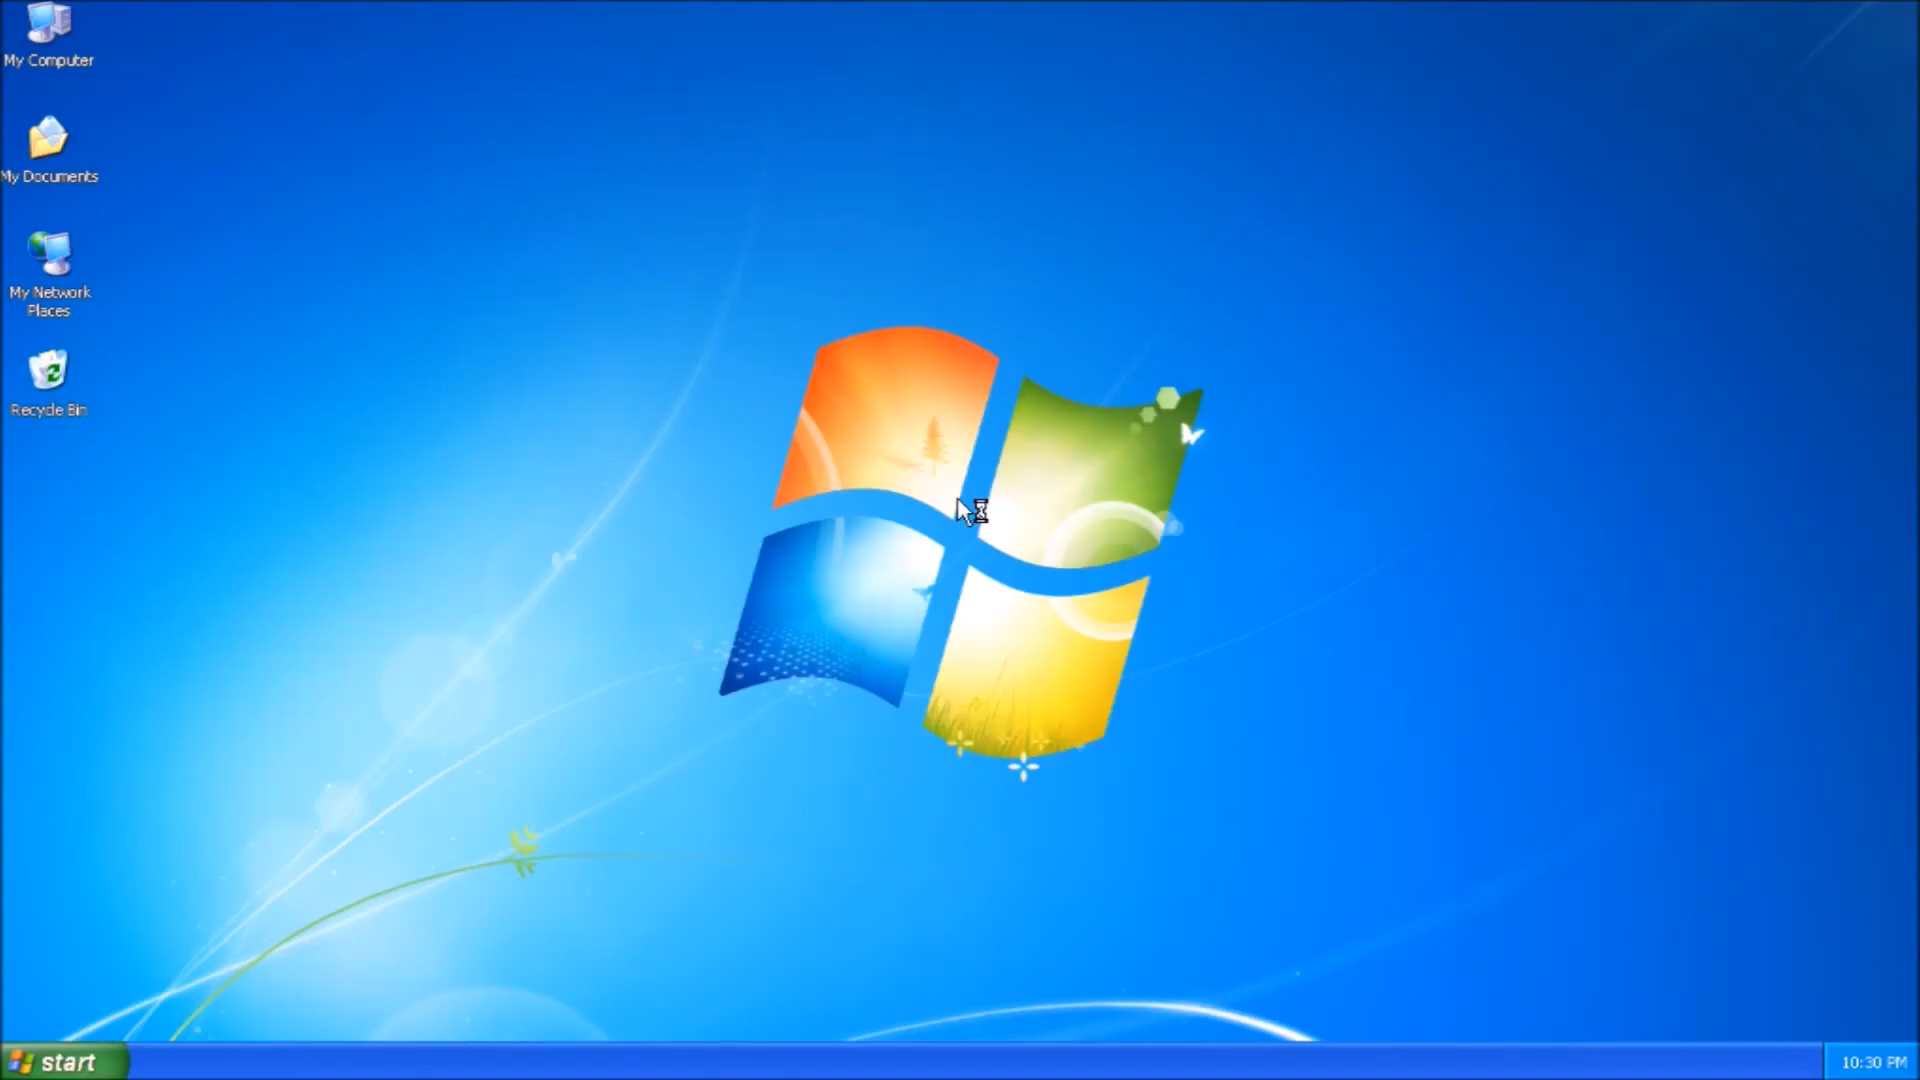 My Computer
My Documents
My Network
Places
Recycle Bin
start
10:30 PM